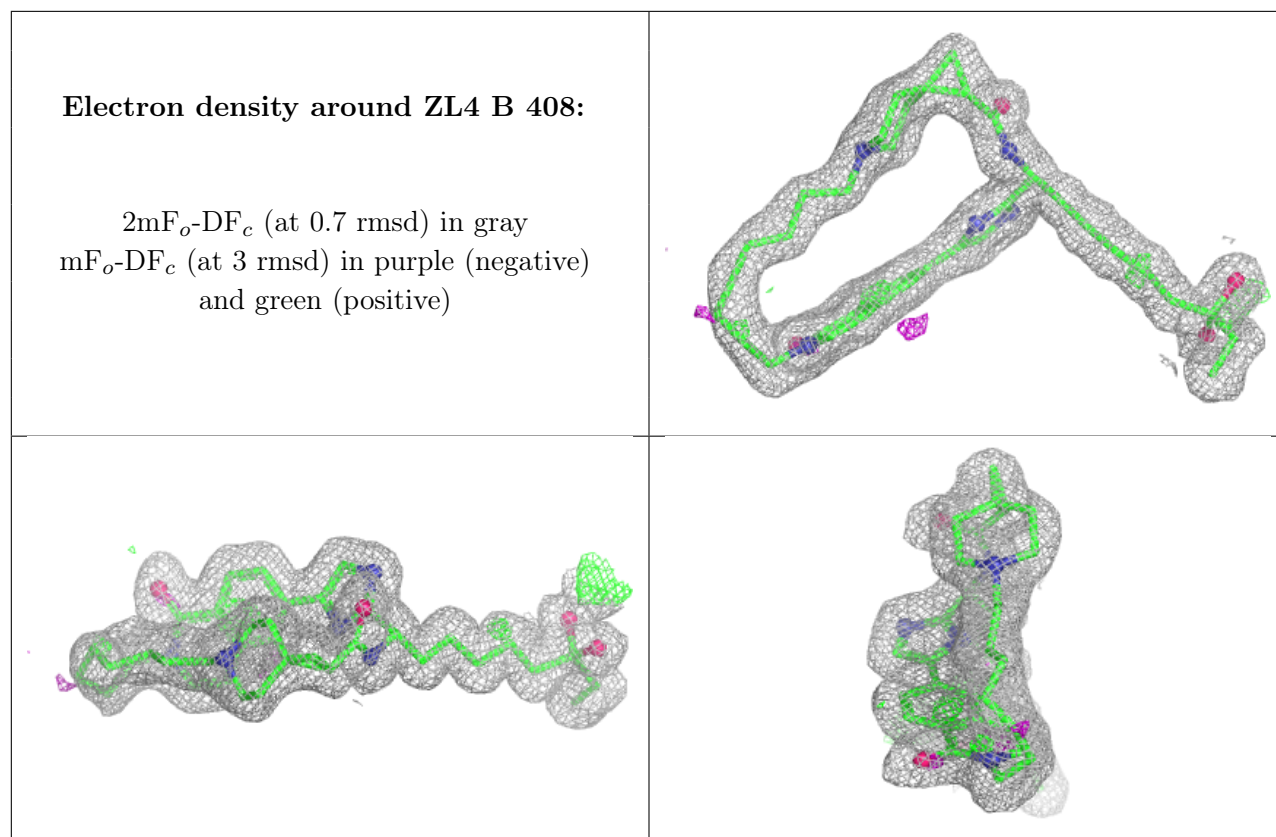 Electron density around ZL4 B 408:
2mFo-DFc (at 0.7 rmsd) in gray
mFo-DFc (at 3 rmsd) in purple (negative)
and green (positive)